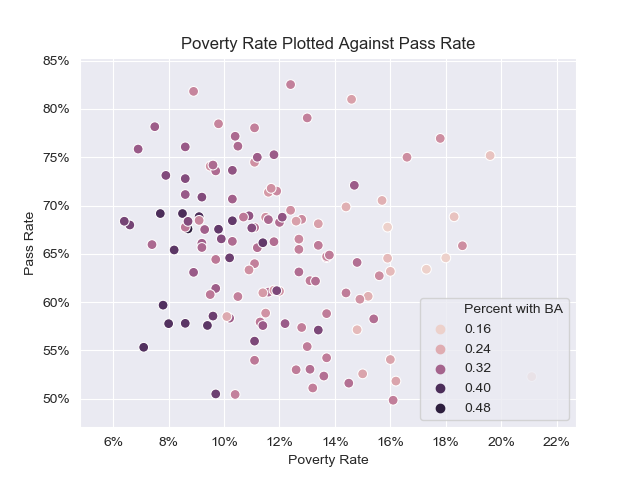 Poverty Rate Plotted Against Pass Rate
85%
80%
75%
70%
65%
60%
55%
50%
Pass Rate
Percent with BA
0.16
0.24
0.32
0.40
0.48
6% 8% 10% 12% 14% 16% 18% 20% 22%
Poverty Rate